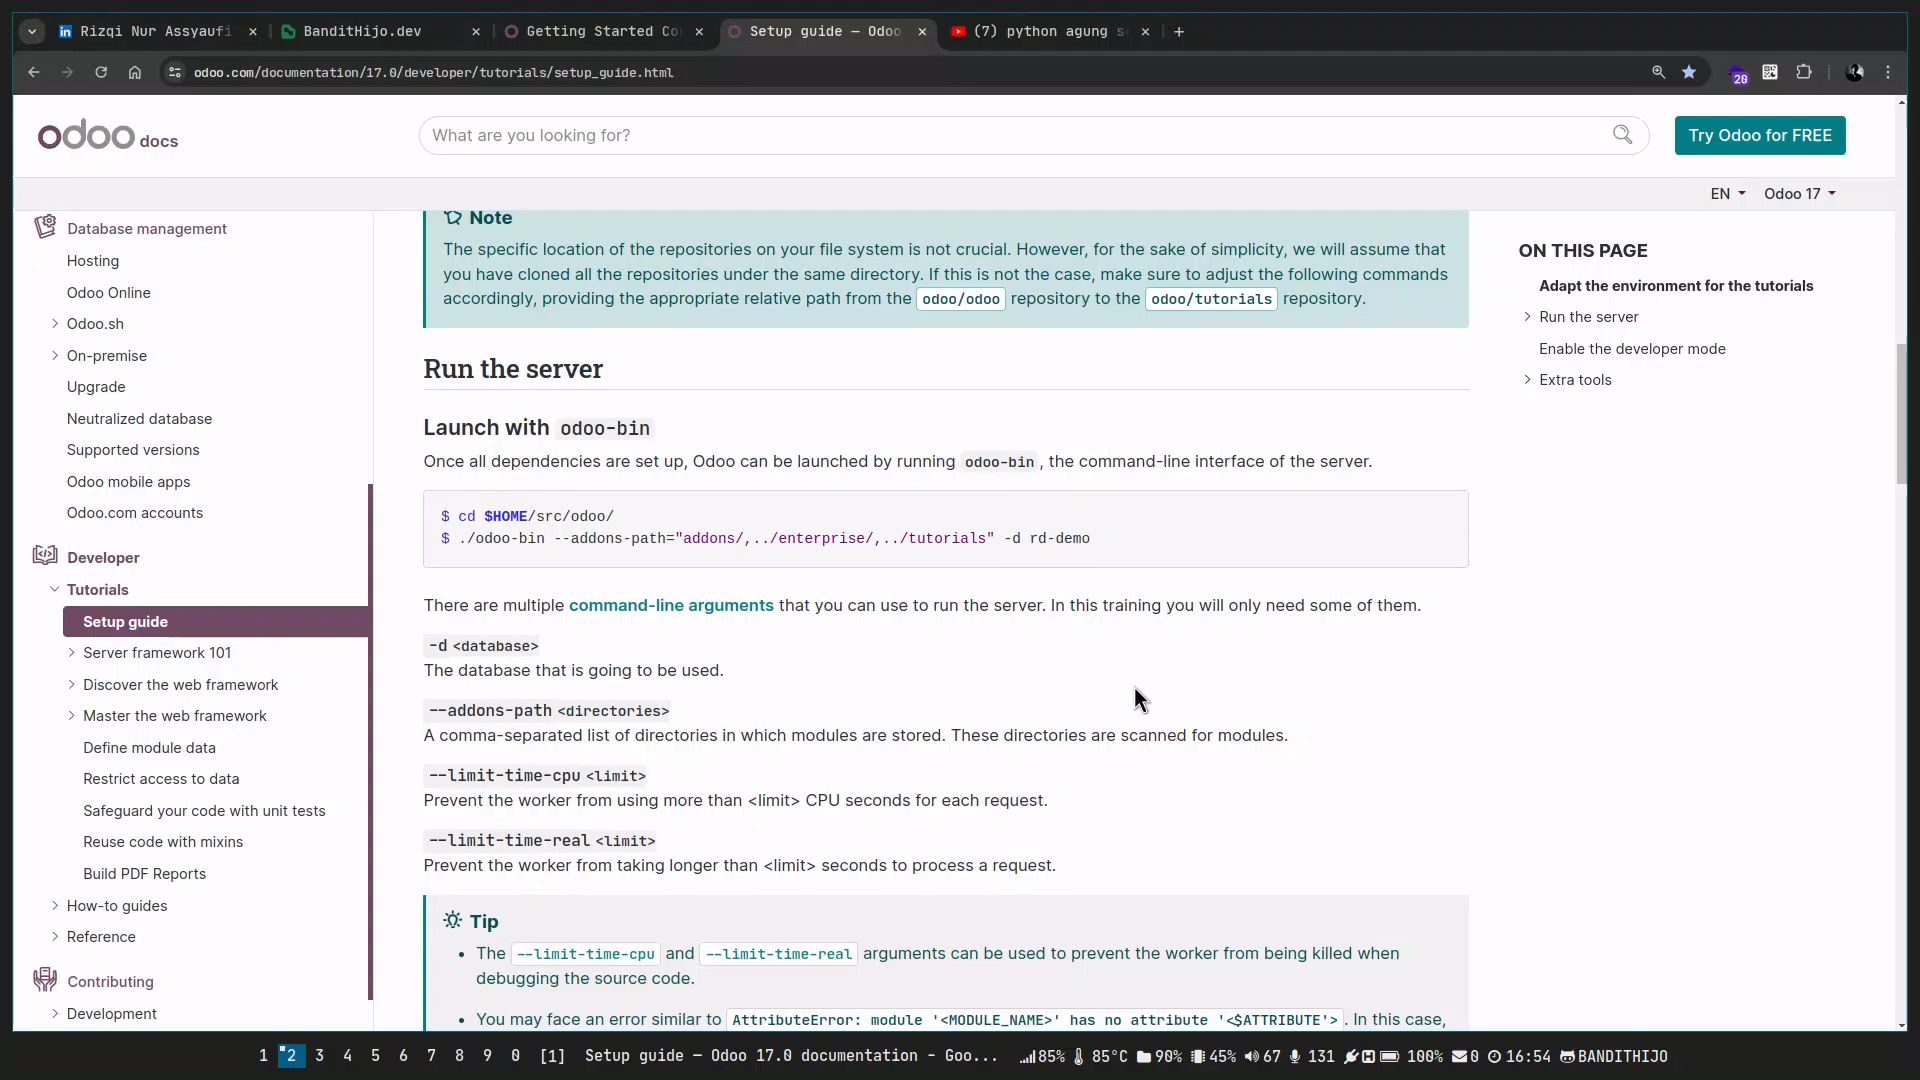 Rizqi Nur Assyaufi
BanditHijo.dev
Getting Started Co
Setup guide — Odoo
(7) python agung s
odoo.com/documentation/17.0/developer/tutorials/setup_guide.html
20
odoo docs
What are you looking for?
Try Odoo for FREE
EN
Odoo 17
Database management
Hosting
Odoo Online
Odoo.sh
On-premise
Upgrade
Neutralized database
Supported versions
Odoo mobile apps
Odoo.com accounts
Developer
Tutorials
Setup guide
Server framework 101
Discover the web framework
Master the web framework
Define module data
Restrict access to data
Safeguard your code with unit tests
Reuse code with mixins
Build PDF Reports
How-to guides
Reference
Contributing
Development
Note
The specific location of the repositories on your file system is not crucial. However, for the sake of simplicity, we will assume that
you have cloned all the repositories under the same directory. If this is not the case, make sure to adjust the following commands
accordingly, providing the appropriate relative path from the odoo/odoo repository to the odoo/tutorials repository.
Run the server
Launch with odoo-bin
Once all dependencies are set up, Odoo can be launched by running odoo-bin, the command-line interface of the server.
$ cd $HOME/src/odoo/
$ ./odoo-bin --addons-path="addons/,../enterprise/,../tutorials" -d rd-demo
There are multiple command-line arguments that you can use to run the server. In this training you will only need some of them.
-d <database>
The database that is going to be used.
--addons-path <directories>
A comma-separated list of directories in which modules are stored. These directories are scanned for modules.
--limit-time-cpu <limit>
Prevent the worker from using more than <limit> CPU seconds for each request.
--limit-time-real <limit>
Prevent the worker from taking longer than <limit> seconds to process a request.
Tip
• The --limit-time-cpu and --limit-time-real arguments can be used to prevent the worker from being killed when
debugging the source code.
• You may face an error similar to AttributeError: module '<MODULE_NAME>' has no attribute '<$ATTRIBUTE'>. In this case,
ON THIS PAGE
Adapt the environment for the tutorials
Run the server
Enable the developer mode
Extra tools
1 2 3 4 5 6 7 8 9 0 [1] Setup guide — Odoo 17.0 documentation - Goo... 85% 85°C 90% 45% 67 131 H 100% 0 16:54 BANDITHIJO